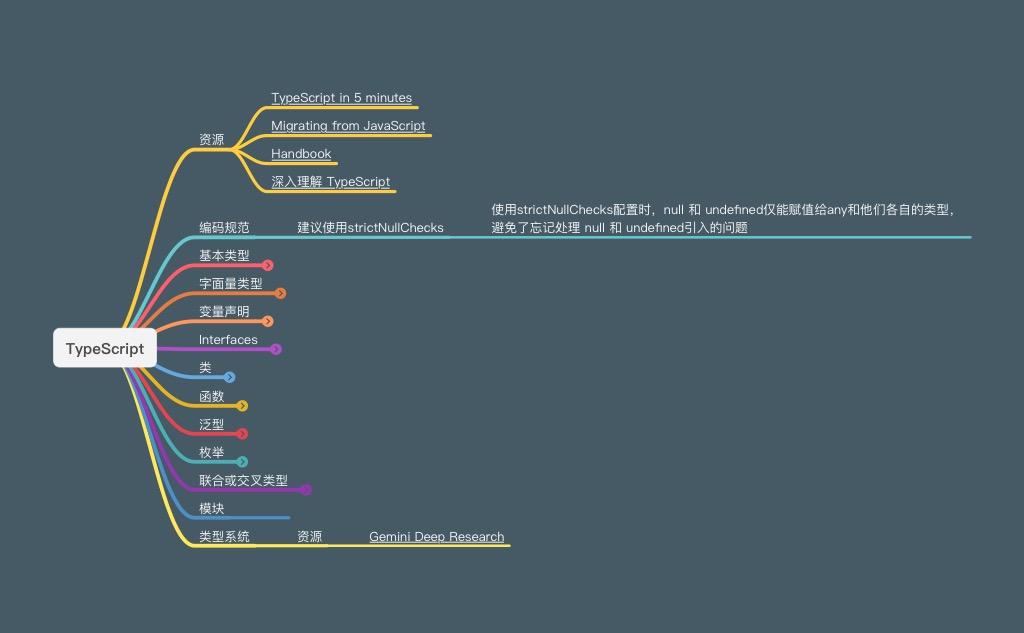 TypeScript in 5 minutes
Migrating from JavaScript
资源
Handbook
深入理解 TypeScript
使用strictNullChecks配置时，null 和 undefined仅能赋值给any和他们各自的类型，
避免了忘记处理 null 和 undefined引入的问题
编码规范
建议使用strictNullChecks
基本类型
字面量类型
变量声明
Interfaces
TypeScript
类
函数
泛型
枚举
联合或交叉类型
模块
类型系统
资源
Gemini Deep Research